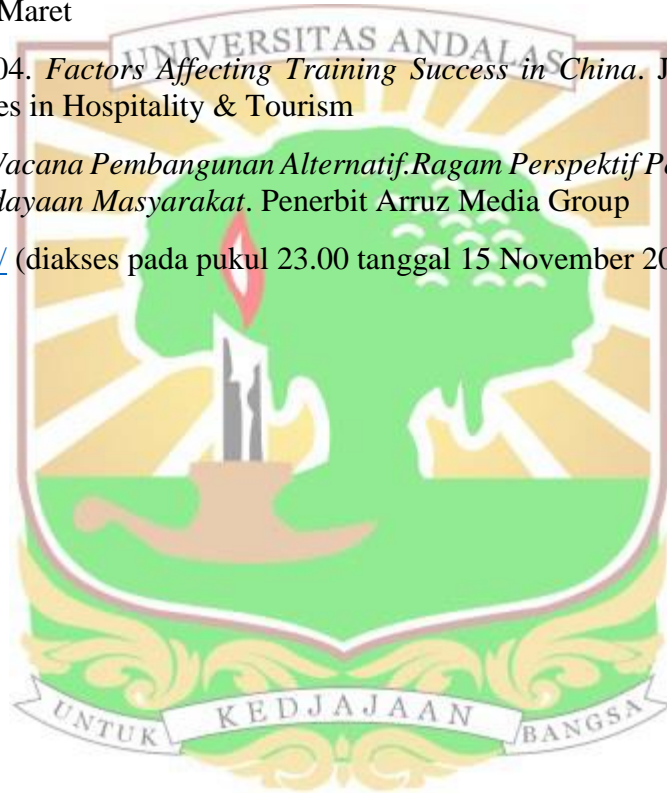 Maret
UNIVERSITAS ANDALAS
04. Factors Affecting Training Success in China. J
es in Hospitality & Tourism
Vacana Pembangunan Alternatif.Ragam Perspektif Pe
dayaan Masyarakat. Penerbit Arruz Media Group
/ (diakses pada pukul 23.00 tanggal 15 November 20
UNTUK KEDJAJAAN BANGSA